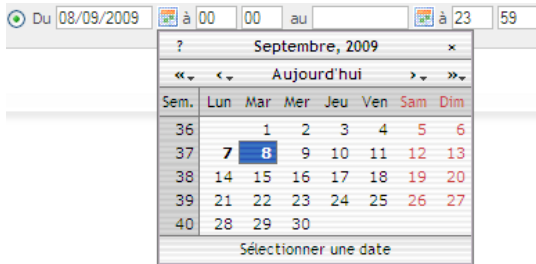 Du 08/09/2009 à 00 00 au à 23 59
? Septembre, 2009 ×
« ‹ Aujourd'hui › »
Sem. Lun Mar Mer Jeu Ven Sam Dim
36 1 2 3 4 5 6
37 7 8 9 10 11 12 13
38 14 15 16 17 18 19 20
39 21 22 23 24 25 26 27
40 28 29 30
Sélectionner une date